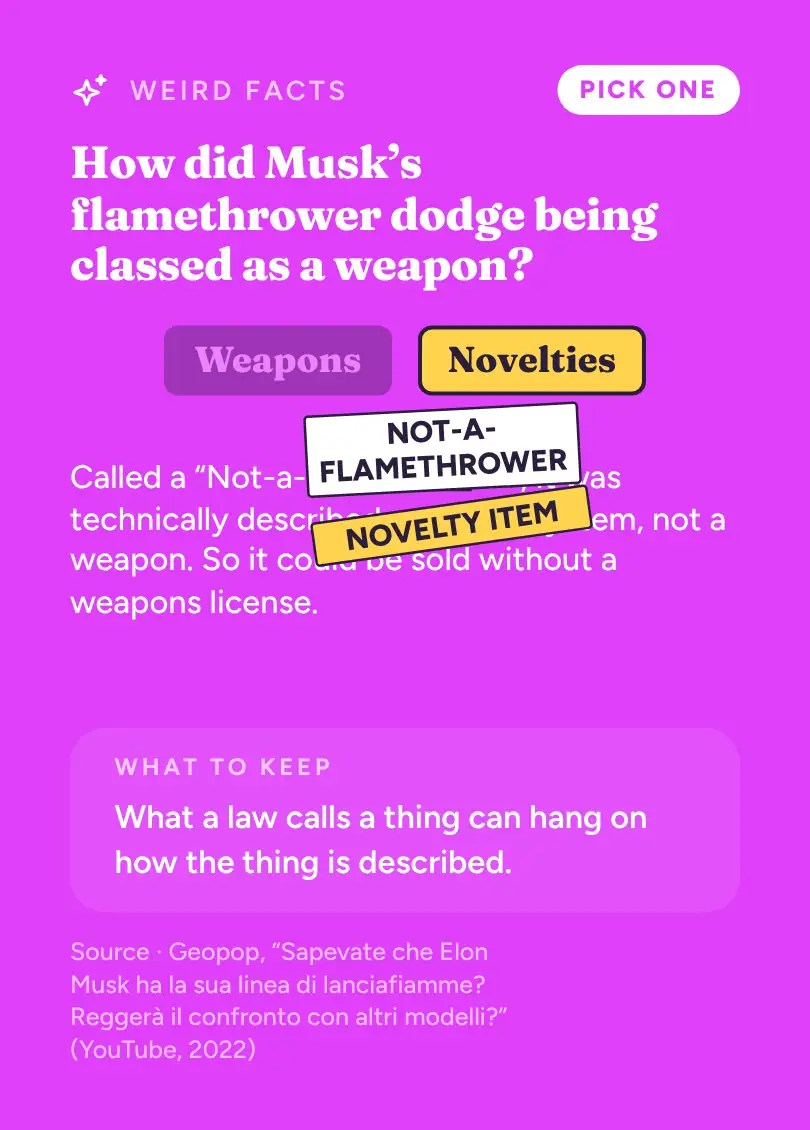 WEIRD FACTS
PICK ONE
How did Musk’s
flamethrower dodge being
classed as a weapon?
Weapons
Novelties
NOT-A-
FLAMETHROWER
NOVELTY ITEM
Called a “Not-a- was
technically described em, not a
weapon. So it could be sold without a
weapons license.
WHAT TO KEEP
What a law calls a thing can hang on
how the thing is described.
Source · Geopop, “Sapevate che Elon
Musk ha la sua linea di lanciafiamme?
Reggerà il confronto con altri modelli?”
(YouTube, 2022)